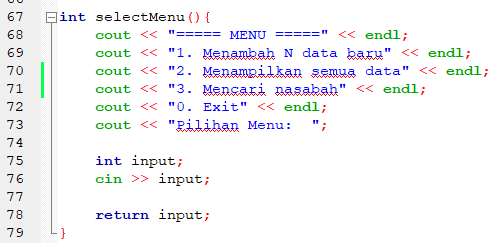 67 int selectMenu(){
68 cout << "===== MENU =====" << endl;
69 cout << "1. Menambah N data baru" << endl;
70 cout << "2. Menampilkan semua data" << endl;
71 cout << "3. Mencari nasabah" << endl;
72 cout << "0. Exit" << endl;
73 cout << "Pilihan Menu:  ";
74
75 int input;
76 cin >> input;
77
78 return input;
79 }